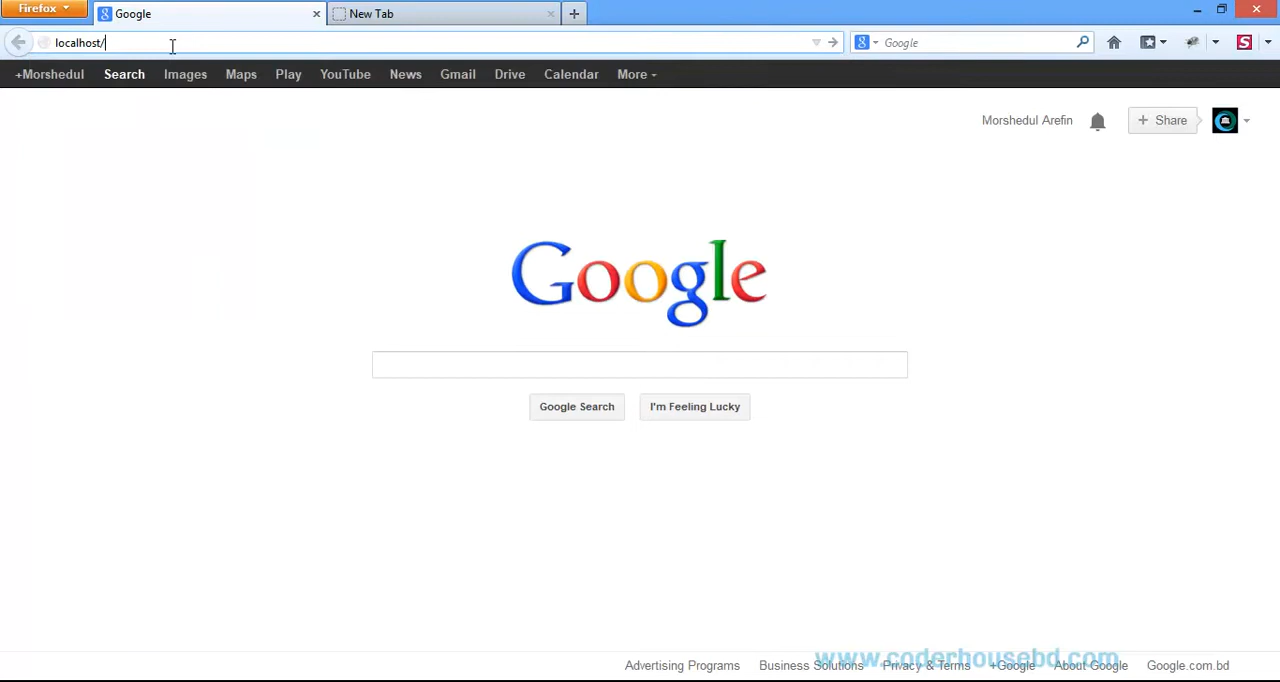 Firefox
Google
New Tab
localhost/
Google
+Morshedul Search Images Maps Play YouTube News Gmail Drive Calendar More
Morshedul Arefin
+ Share
Google
Google Search I'm Feeling Lucky
www.coderhousebd.com
Advertising Programs Business Solutions Privacy & Terms +Google About Google Google.com.bd